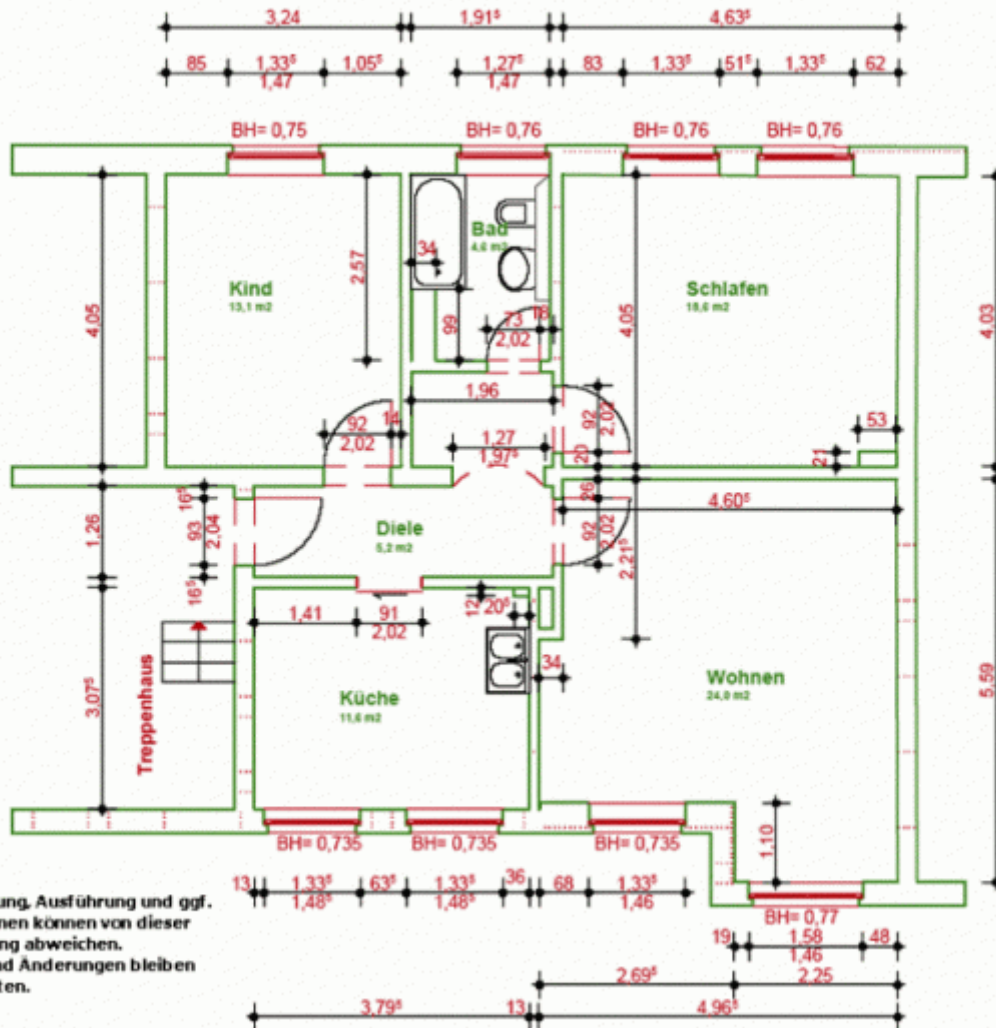 3,24 1,91⁵ 4,63⁵
85 1,33⁵ 1,05⁵ 1,27⁵ 83 1,33⁵ 51⁵ 1,33⁵ 62
1,47 1,47
BH= 0,75 BH= 0,76 BH= 0,76 BH= 0,76
4,05 2,57 34 Bad 4,05 4,03
4,6 m2
Kind Schlafen
13,1 m2 18,6 m2
99 73 18
2,02
1,96
92 14 92 2,02 53
2,02
1,27 20 21
1,97⁵
16⁵ 26 4,60⁵
1,26 93 2,04 Diele 92 2,02 2,21⁵
5,2 m2
16⁵
1,41 91 12 20⁵
2,02
34
3,07⁵ Treppenhaus Küche Wohnen 5,59
11,6 m2 24,0 m2
1,10
BH= 0,735 BH= 0,735 BH= 0,735
13 1,33⁵ 63⁵ 1,33⁵ 36 68 1,33⁵
1,48⁵ 1,48⁵ 1,46
BH= 0,77
19 1,58 48
1,46
ung, Ausführung und ggf.
nen können von dieser
ng abweichen.
nd Änderungen bleiben
ten.
2,69⁵ 2,25
3,79⁵ 13 4,96⁵